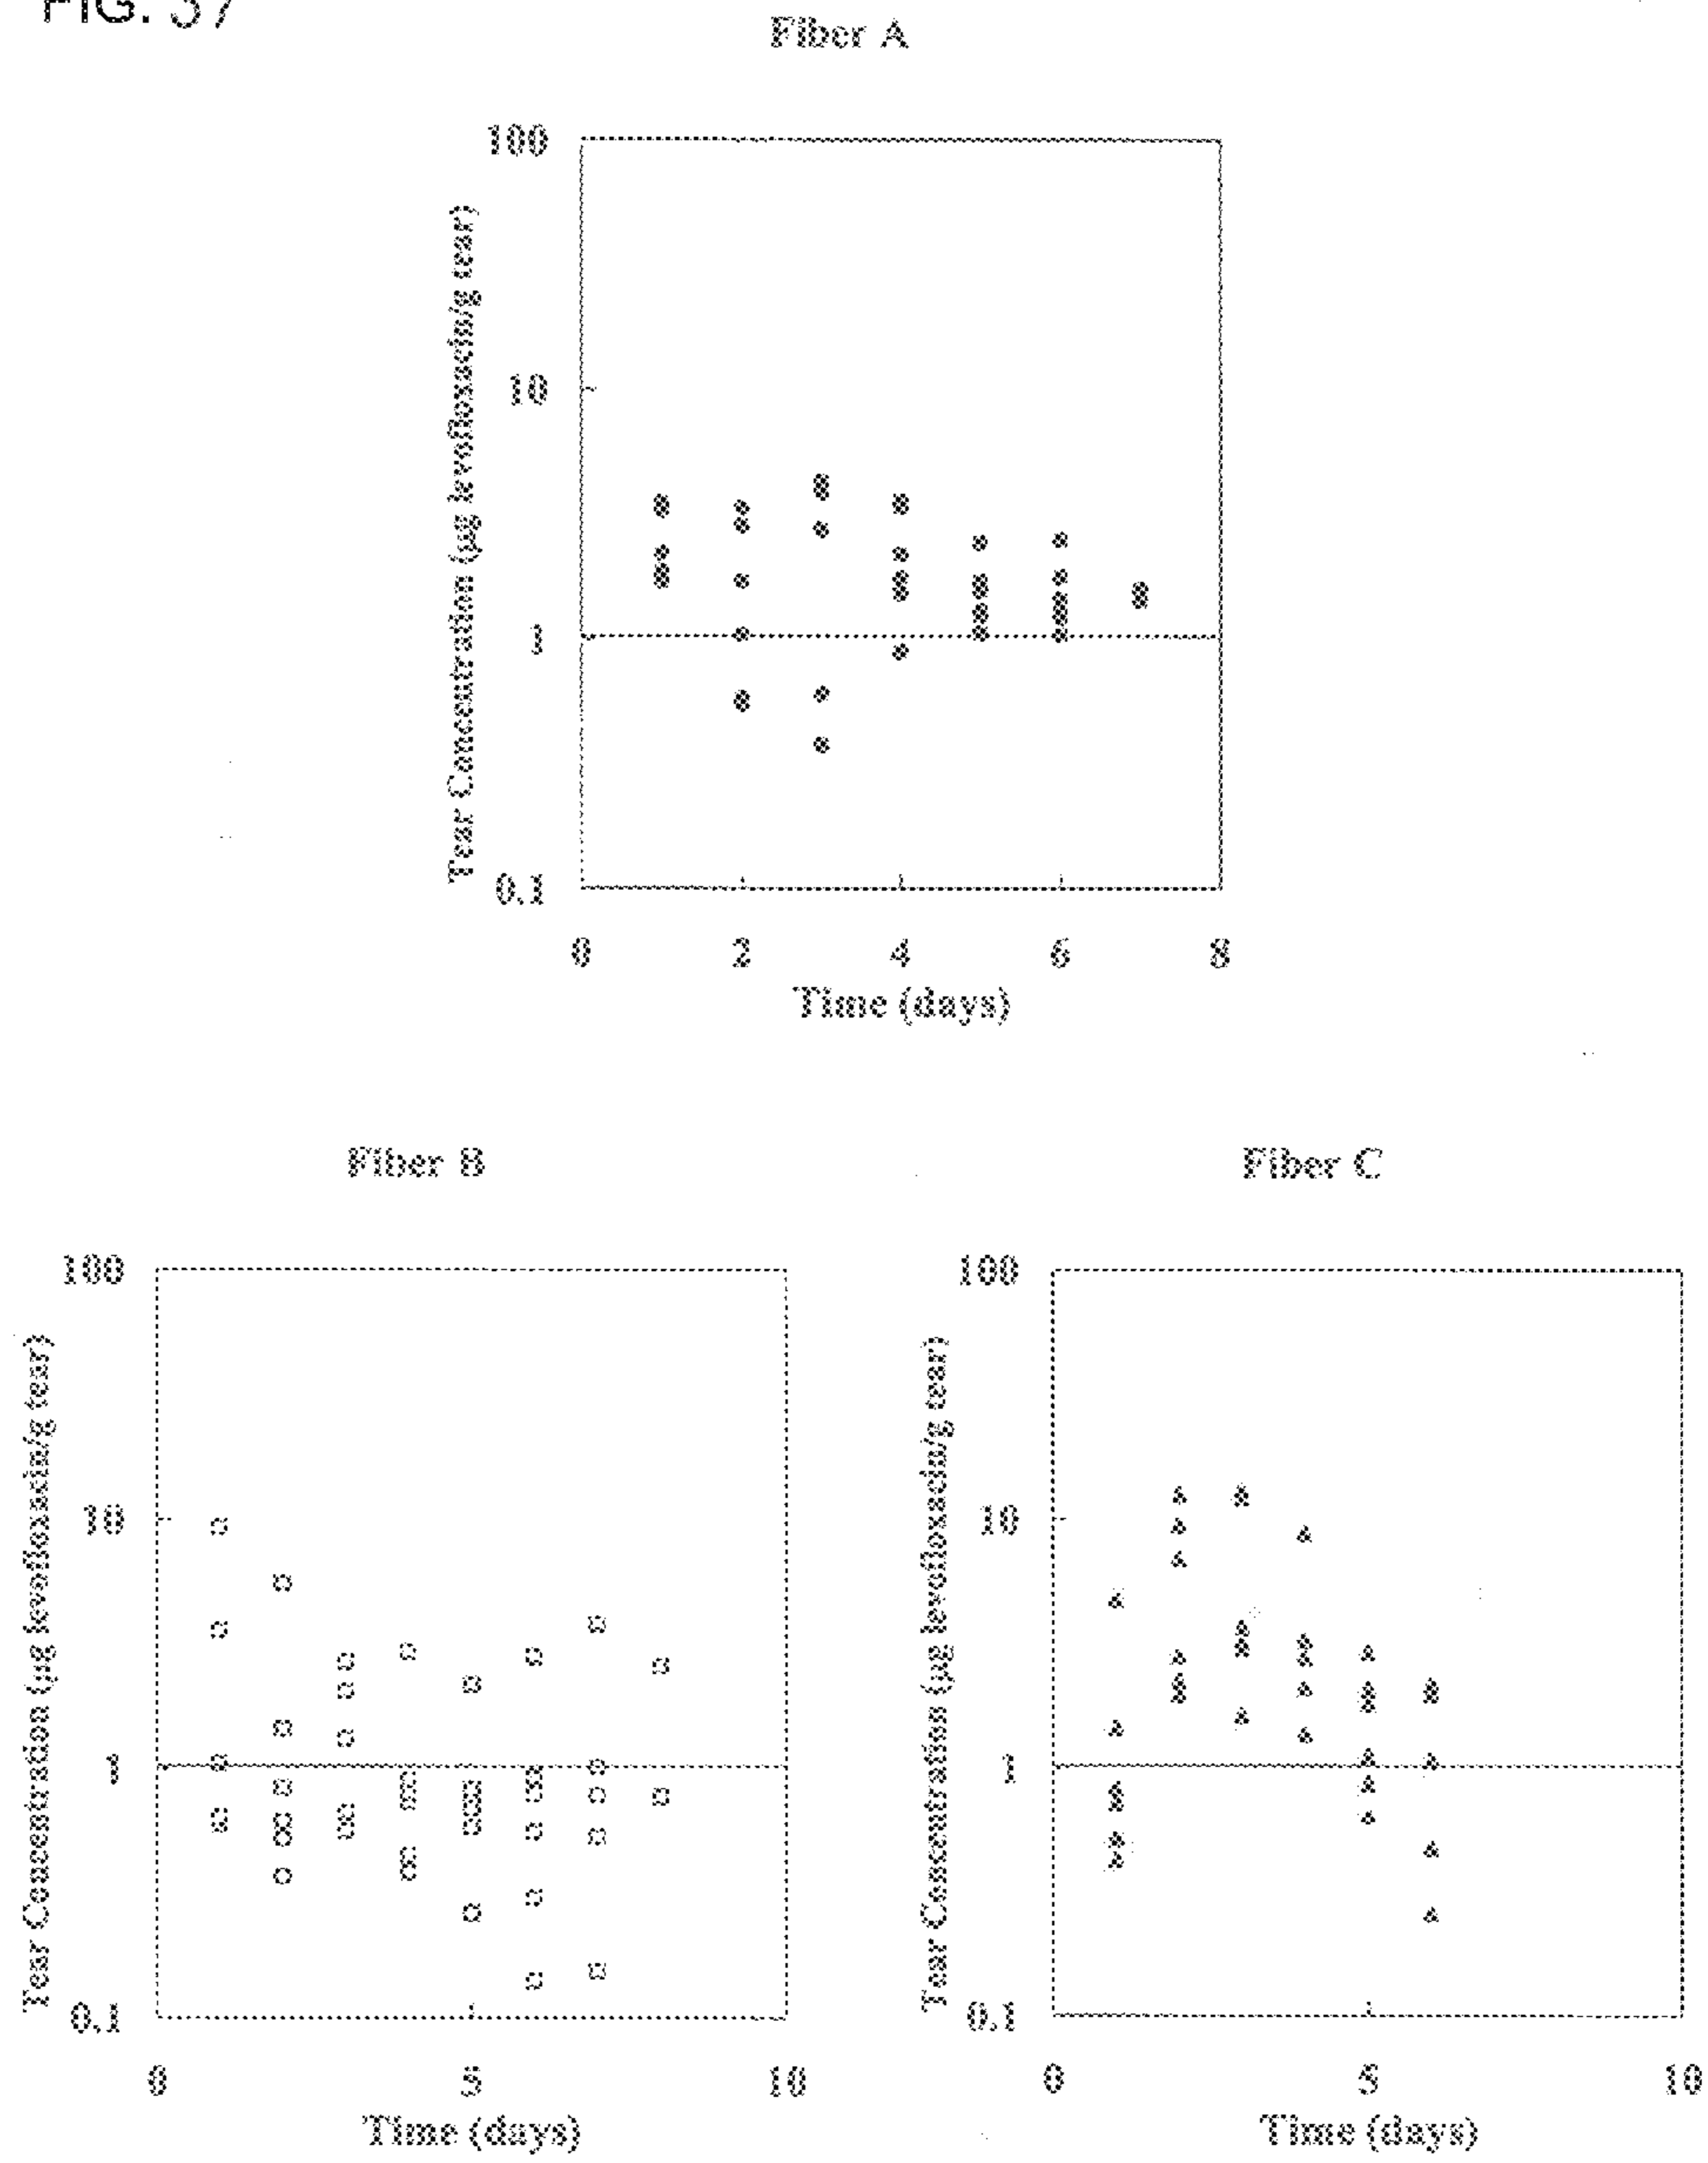 FIG. 37
Fiber A
100
10
1
0.1
Tear Concentration (µg levofloxacin/g tear)
0 2 4 6 8
Time (days)
Fiber B
100
10
1
0.1
Tear Concentration (µg levofloxacin/g tear)
0 5 10
Time (days)
Fiber C
100
10
1
0.1
Tear Concentration (µg levofloxacin/g tear)
0 5 10
Time (days)